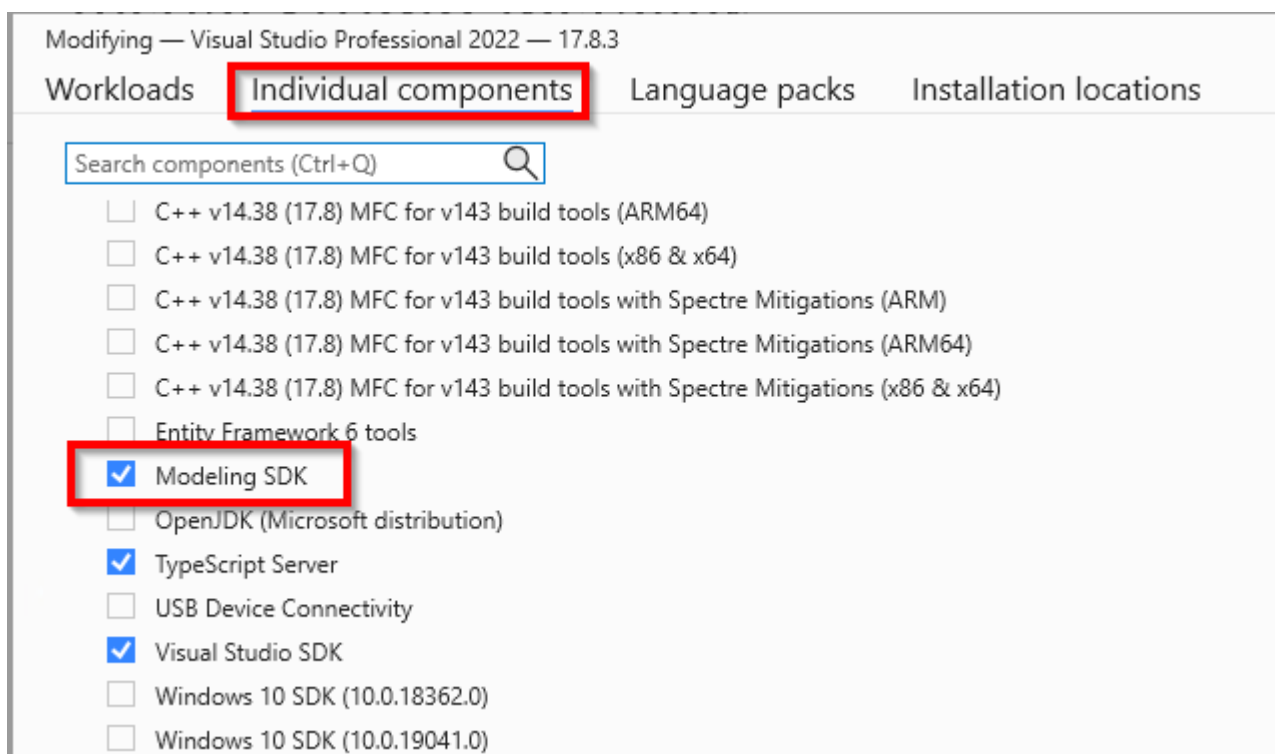 Modifying — Visual Studio Professional 2022 — 17.8.3
Workloads Individual components Language packs Installation locations
Search components (Ctrl+Q)
C++ v14.38 (17.8) MFC for v143 build tools (ARM64)
C++ v14.38 (17.8) MFC for v143 build tools (x86 & x64)
C++ v14.38 (17.8) MFC for v143 build tools with Spectre Mitigations (ARM)
C++ v14.38 (17.8) MFC for v143 build tools with Spectre Mitigations (ARM64)
C++ v14.38 (17.8) MFC for v143 build tools with Spectre Mitigations (x86 & x64)
Entity Framework 6 tools
Modeling SDK
OpenJDK (Microsoft distribution)
TypeScript Server
USB Device Connectivity
Visual Studio SDK
Windows 10 SDK (10.0.18362.0)
Windows 10 SDK (10.0.19041.0)